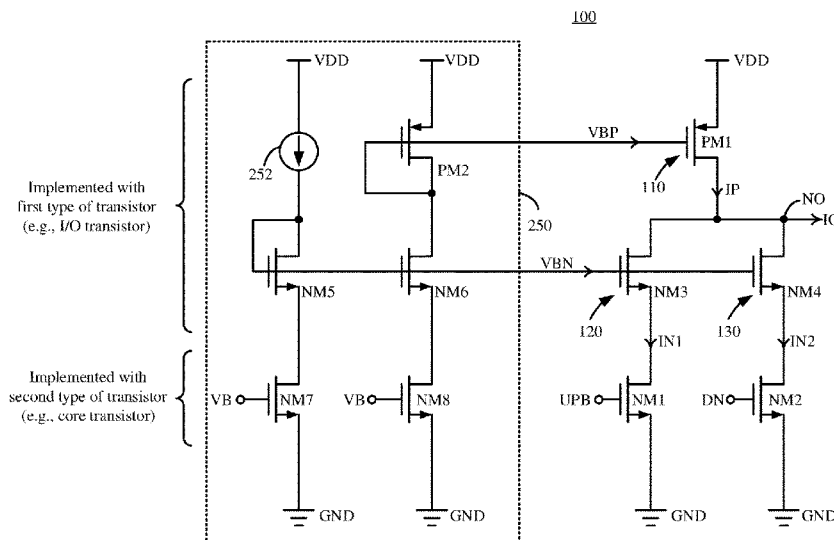 100
VDD
VDD
VDD
252
PM2
VBP
PM1
110
IP
NO
IO
Implemented with
first type of transistor
(e.g., I/O transistor)
250
VBN
NM5
NM6
NM3
NM4
120
130
IN1
IN2
Implemented with
second type of transistor
(e.g., core transistor)
VB
NM7
VB
NM8
UPB
NM1
DN
NM2
GND
GND
GND
GND